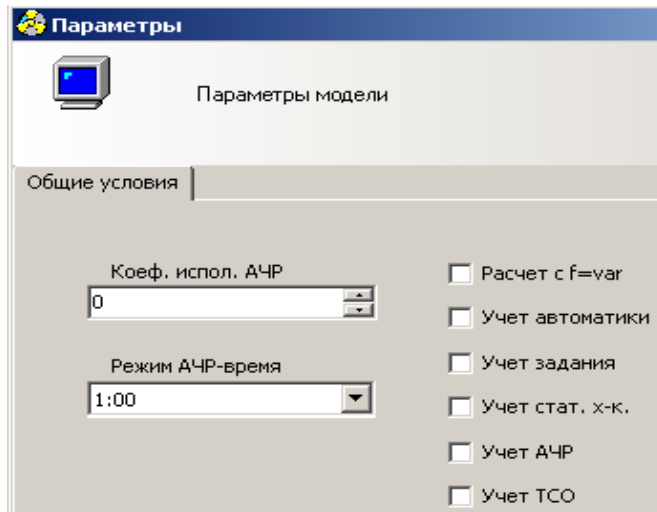 Параметры
Параметры модели
Общие условия
Коеф. испол. АЧР
0
Режим АЧР-время
1:00
Расчет с f=var
Учет автоматики
Учет задания
Учет стат. х-к.
Учет АЧР
Учет ТСО